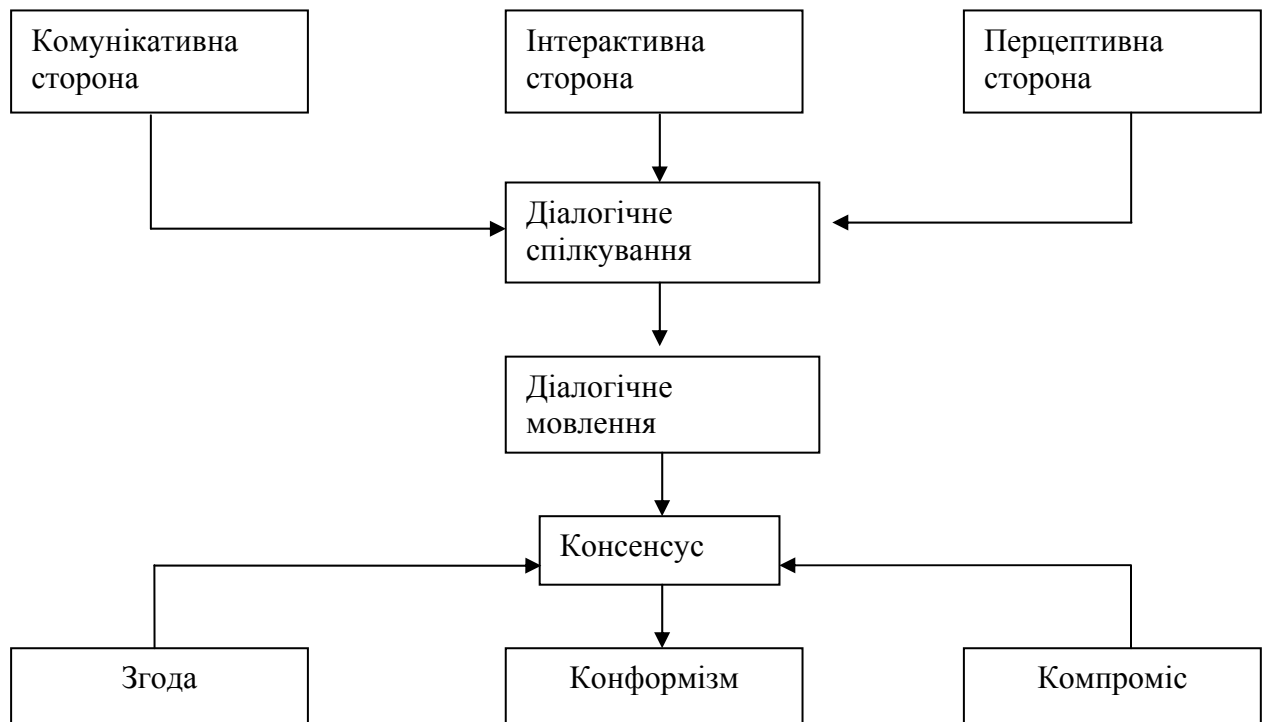 Комунікативна
сторона
Інтерактивна
сторона
Перцептивна
сторона
Діалогічне
спілкування
Діалогічне
мовлення
Консенсус
Згода
Конформізм
Компроміс